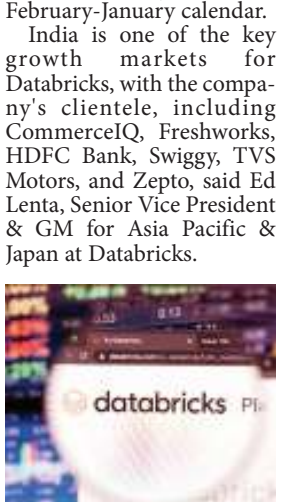 February-January calendar.
India is one of the key
growth markets for
Databricks, with the compa-
ny's clientele, including
CommerceIQ, Freshworks,
HDFC Bank, Swiggy, TVS
Motors, and Zepto, said Ed
Lenta, Senior Vice President
& GM for Asia Pacific &
Japan at Databricks.
databricks